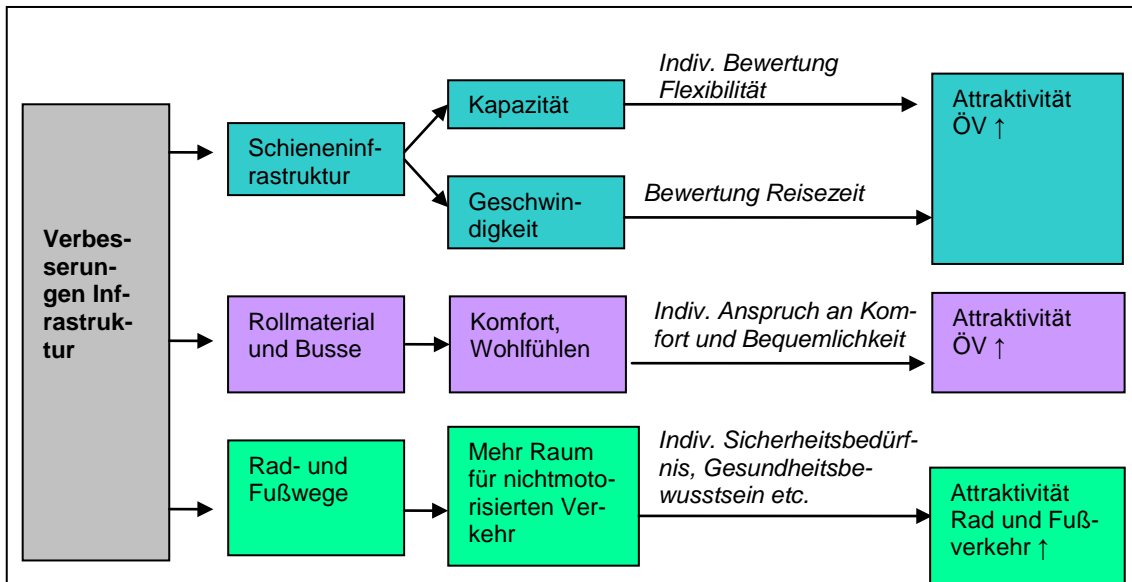 Verbes-
serun-
gen Inf-
rastruk-
tur
Schieneninf-
rastruktur
Kapazität
Indiv. Bewertung
Flexibilität
Geschwin-
digkeit
Bewertung Reisezeit
Attraktivität
ÖV ↑
Rollmaterial
und Busse
Komfort,
Wohlfühlen
Indiv. Anspruch an Kom-
fort und Bequemlichkeit
Attraktivität
ÖV ↑
Rad- und
Fußwege
Mehr Raum
für nichtmoto-
risierten Ver-
kehr
Indiv. Sicherheitsbedürf-
nis, Gesundheitsbe-
wusstsein etc.
Attraktivität
Rad und Fuß-
verkehr ↑